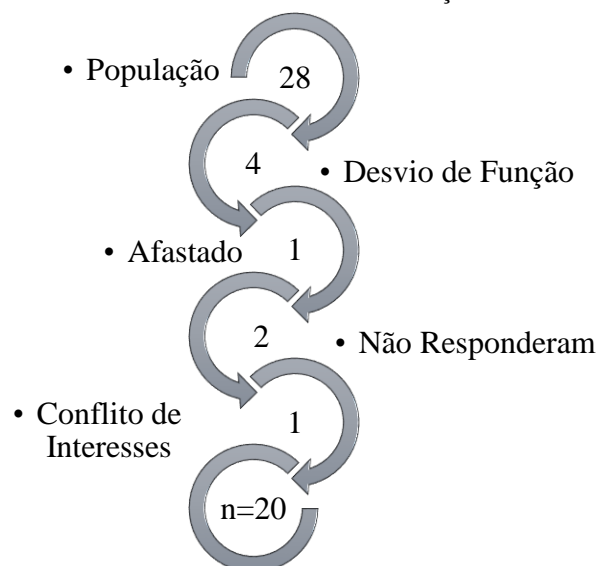 • População
28
4
• Desvio de Função
• Afastado
1
2
• Não Responderam
• Conflito de
Interesses
1
n=20